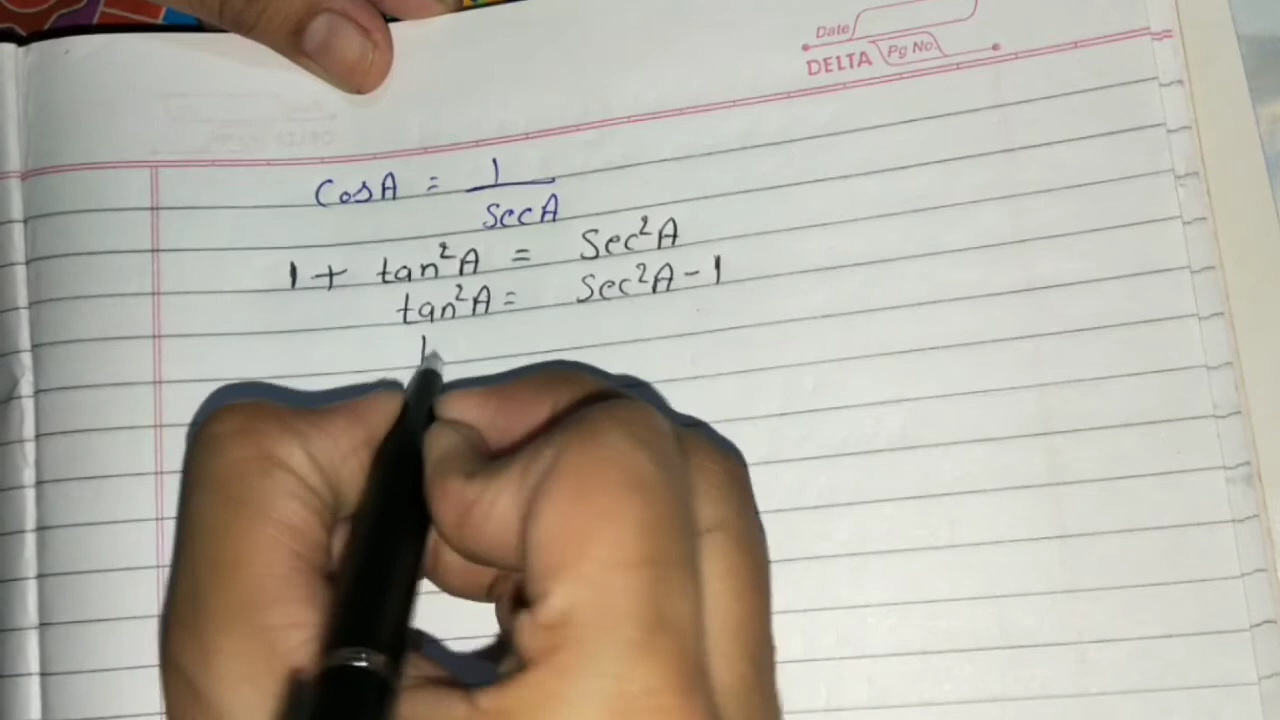 Date
DELTA Pg No.
CosA = 1/SecA
1 + tan²A = Sec²A
tan²A = Sec²A - 1